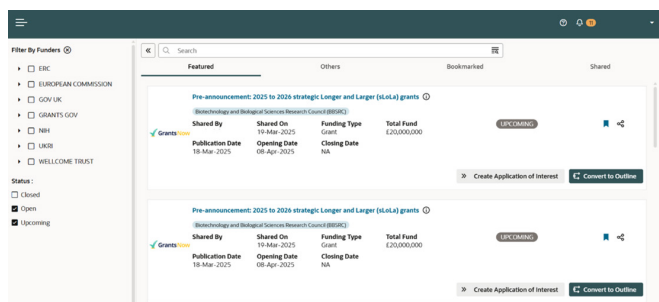 11
Filter By Funders
Search
ERC
EUROPEAN COMMISSION
GOV UK
GRANTS GOV
NIH
UKRI
WELLCOME TRUST
Status :
Closed
Open
Upcoming
Featured Others Bookmarked Shared
Pre-announcement: 2025 to 2026 strategic Longer and Larger (sLoLa) grants
Biotechnology and Biological Sciences Research Council (BBSRC)
GrantsNow
Shared By Shared On Funding Type Total Fund
19-Mar-2025 Grant £20,000,000
UPCOMING
Publication Date Opening Date Closing Date
18-Mar-2025 08-Apr-2025 NA
Create Application of Interest Convert to Outline
Pre-announcement: 2025 to 2026 strategic Longer and Larger (sLoLa) grants
Biotechnology and Biological Sciences Research Council (BBSRC)
GrantsNow
Shared By Shared On Funding Type Total Fund
19-Mar-2025 Grant £20,000,000
UPCOMING
Publication Date Opening Date Closing Date
18-Mar-2025 08-Apr-2025 NA
Create Application of Interest Convert to Outline